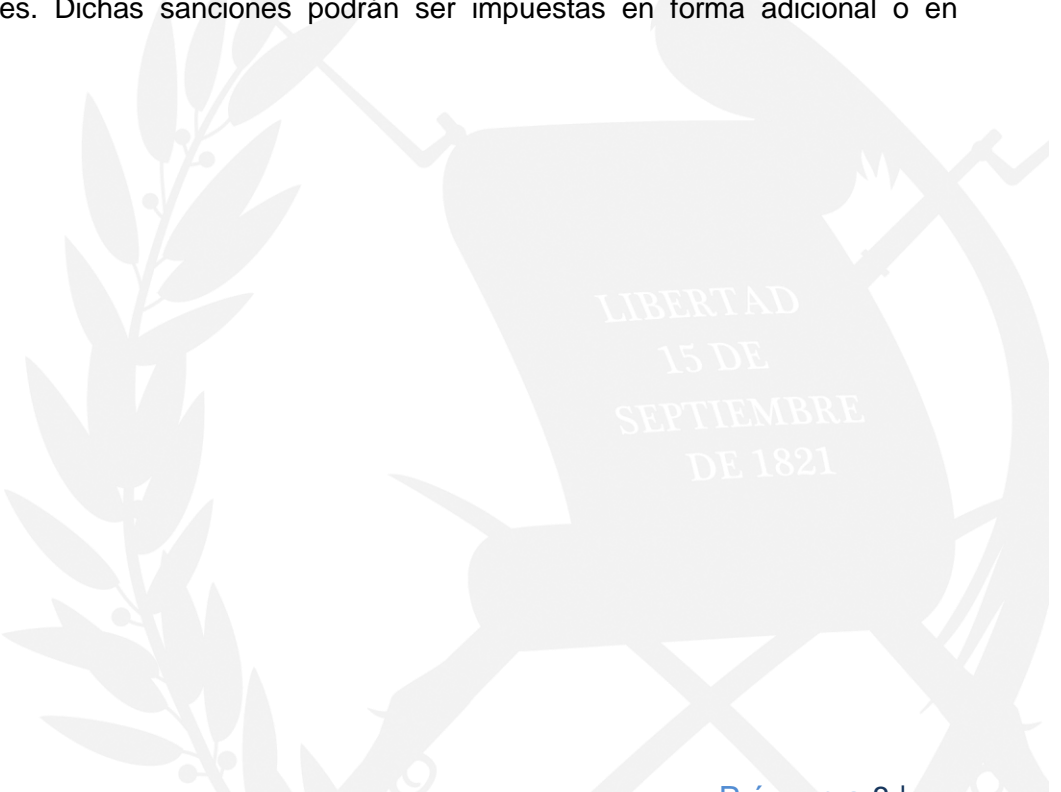 es. Dichas sanciones podrán ser impuestas en forma adicional o en
LIBERTAD
15 DE
SEPTIEMBRE
DE 1821